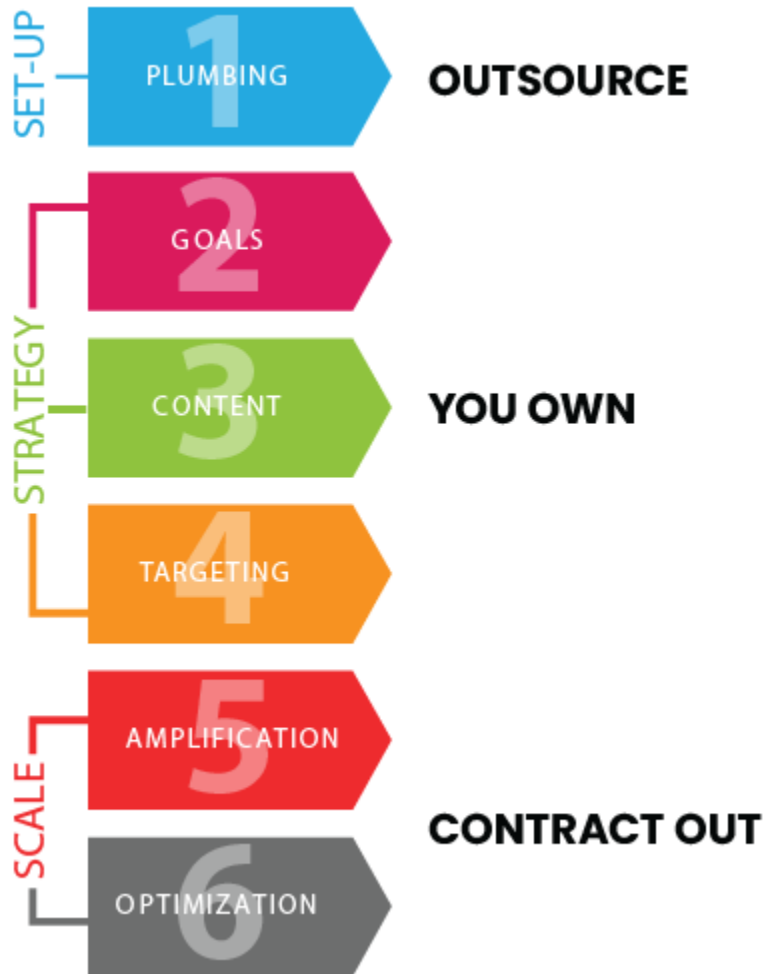 SET-UP
1
PLUMBING
OUTSOURCE
STRATEGY
2
GOALS
3
CONTENT
YOU OWN
4
TARGETING
SCALE
5
AMPLIFICATION
CONTRACT OUT
6
OPTIMIZATION